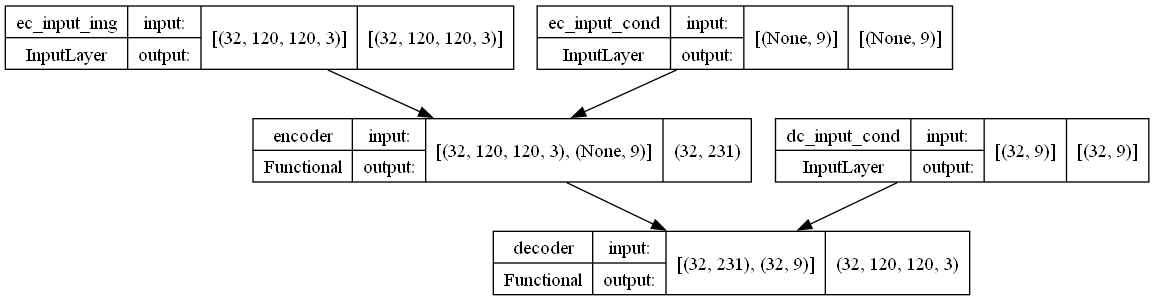 ec_input_img input: [(32, 120, 120, 3)] [(32, 120, 120, 3)]
InputLayer output:
ec_input_cond input: [(None, 9)] [(None, 9)]
InputLayer output:
encoder input: [(32, 120, 120, 3), (None, 9)] (32, 231)
Functional output:
dc_input_cond input: [(32, 9)] [(32, 9)]
InputLayer output:
decoder input: [(32, 231), (32, 9)] (32, 120, 120, 3)
Functional output: